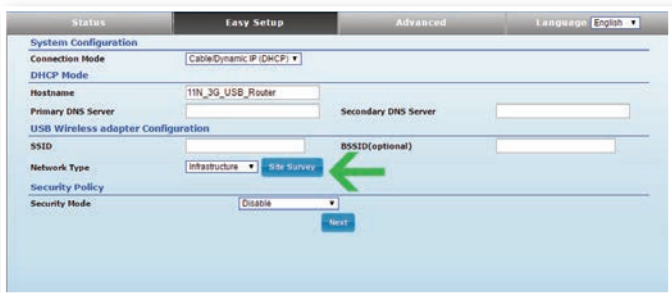 Status Easy Setup Advanced Language English
System Configuration
Connection Mode Cable/Dynamic IP (DHCP)
DHCP Mode
Hostname 11N_3G_USB_Router
Primary DNS Server Secondary DNS Server
USB Wireless adapter Configuration
SSID BSSID(optional)
Network Type Infrastructure Site Survey
Security Policy
Security Mode Disable
Next